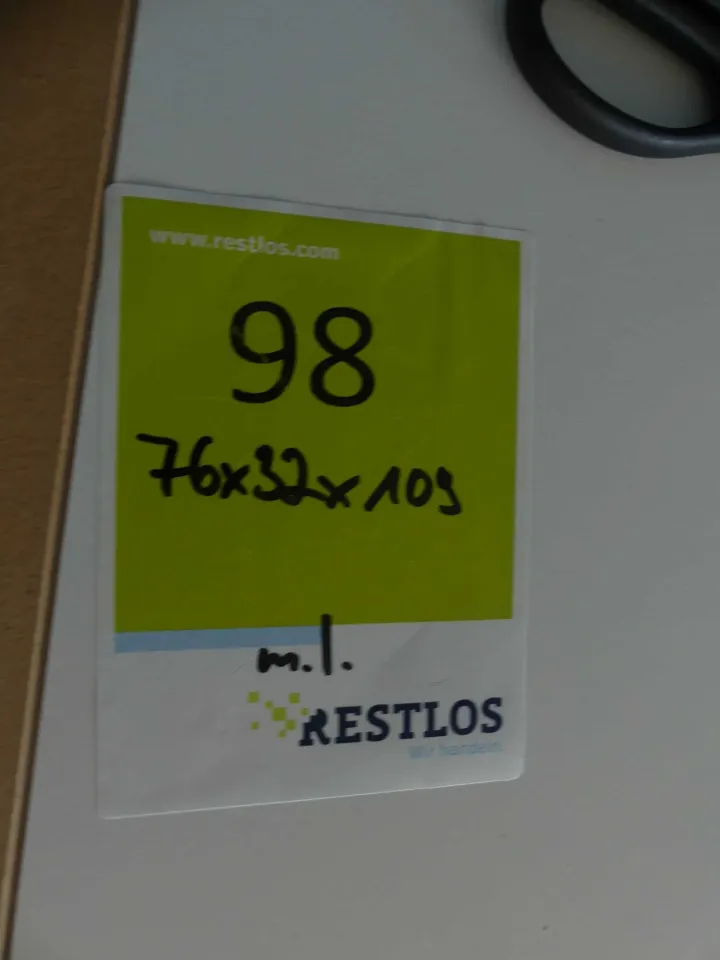 www.restlos.com
98
76x32x109
m.l.
RESTLOS
Wir handeln.